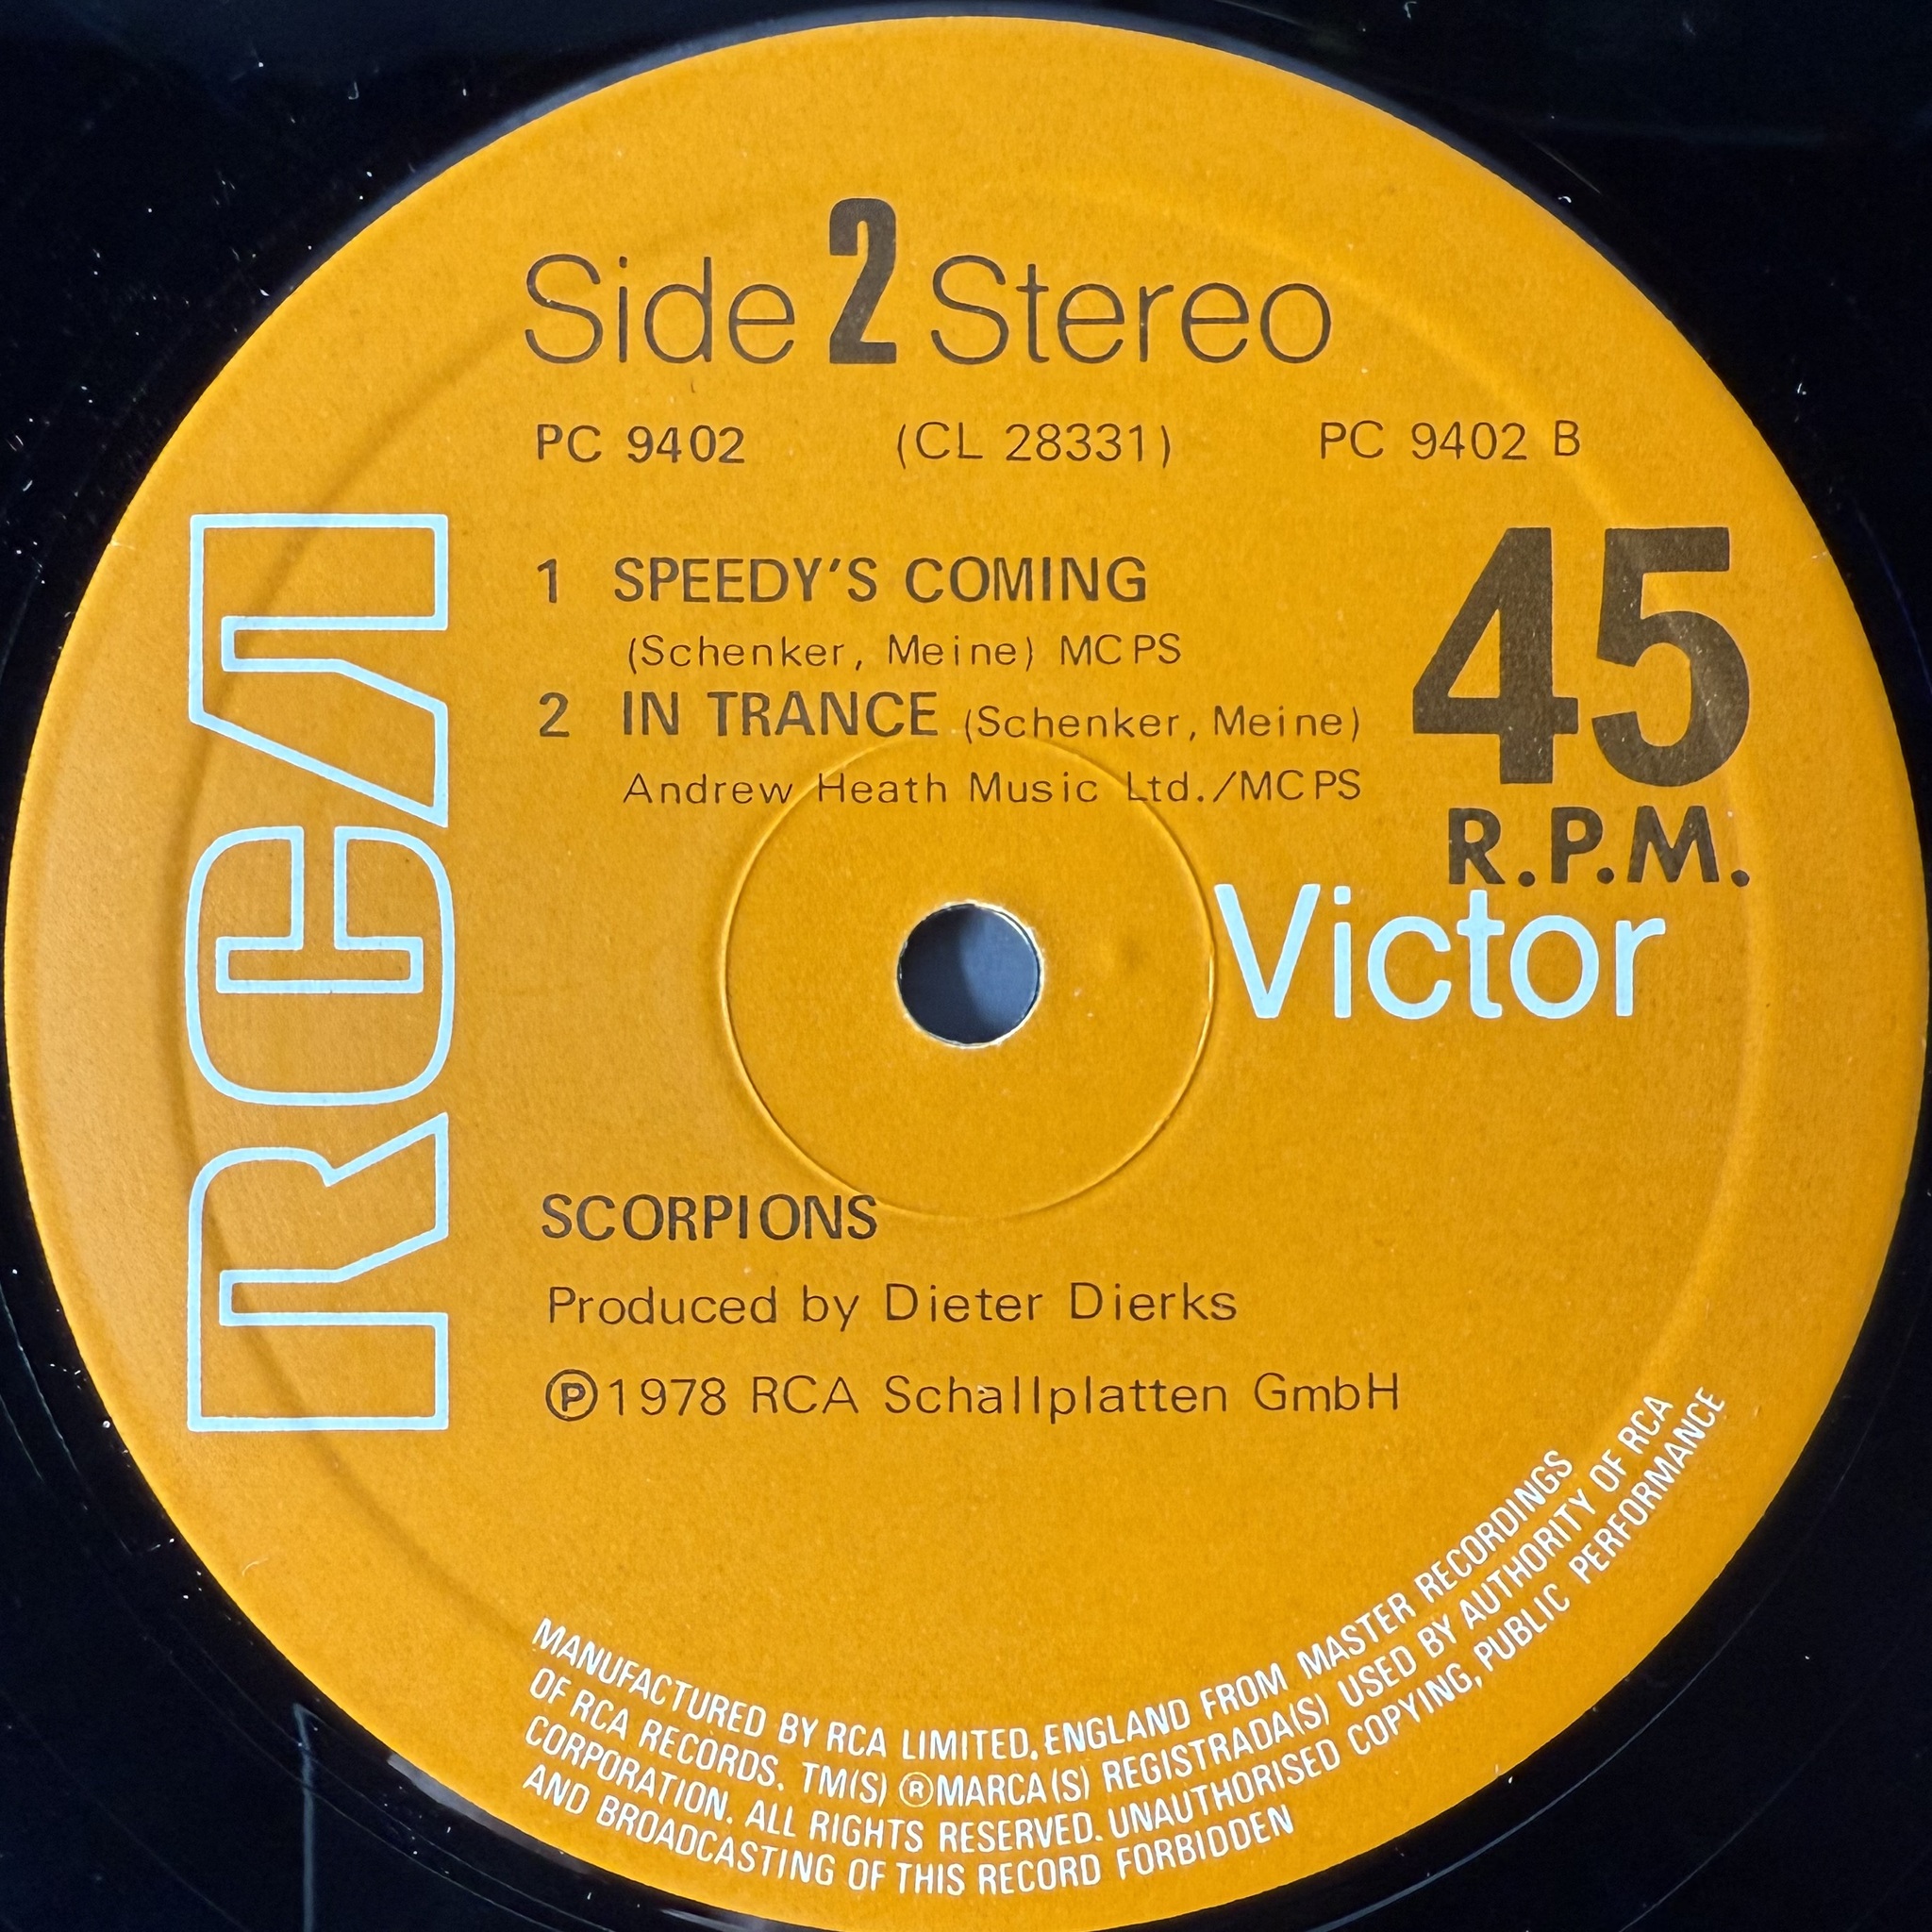 Side 2 Stereo
PC 9402 (CL 28331) PC 9402 B
1 SPEEDY'S COMING
(Schenker, Meine) MCPS
2 IN TRANCE (Schenker, Meine)
Andrew Heath Music Ltd./MCPS
45
R.P.M.
RCA
Victor
SCORPIONS
Produced by Dieter Dierks
Ⓟ1978 RCA Schallplatten GmbH
MANUFACTURED BY RCA LIMITED. ENGLAND FROM MASTER RECORDINGS
OF RCA RECORDS. TM(S) ® MARCA(S) REGISTRADA(S) USED BY AUTHORITY OF RCA
CORPORATION. ALL RIGHTS RESERVED. UNAUTHORISED COPYING, PUBLIC PERFORMANCE
AND BROADCASTING OF THIS RECORD FORBIDDEN